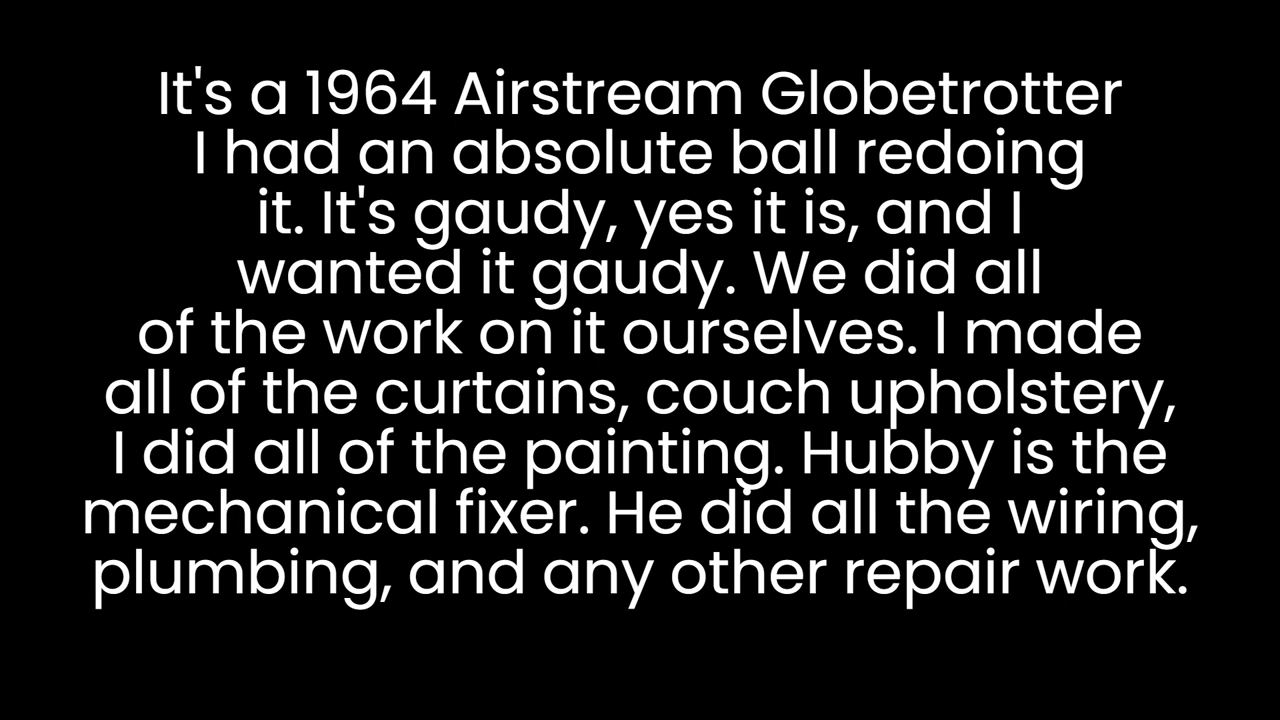 It's a 1964 Airstream Globetrotter
I had an absolute ball redoing
it. It's gaudy, yes it is, and I
wanted it gaudy. We did all
of the work on it ourselves. I made
all of the curtains, couch upholstery,
I did all of the painting. Hubby is the
mechanical fixer. He did all the wiring,
plumbing, and any other repair work.